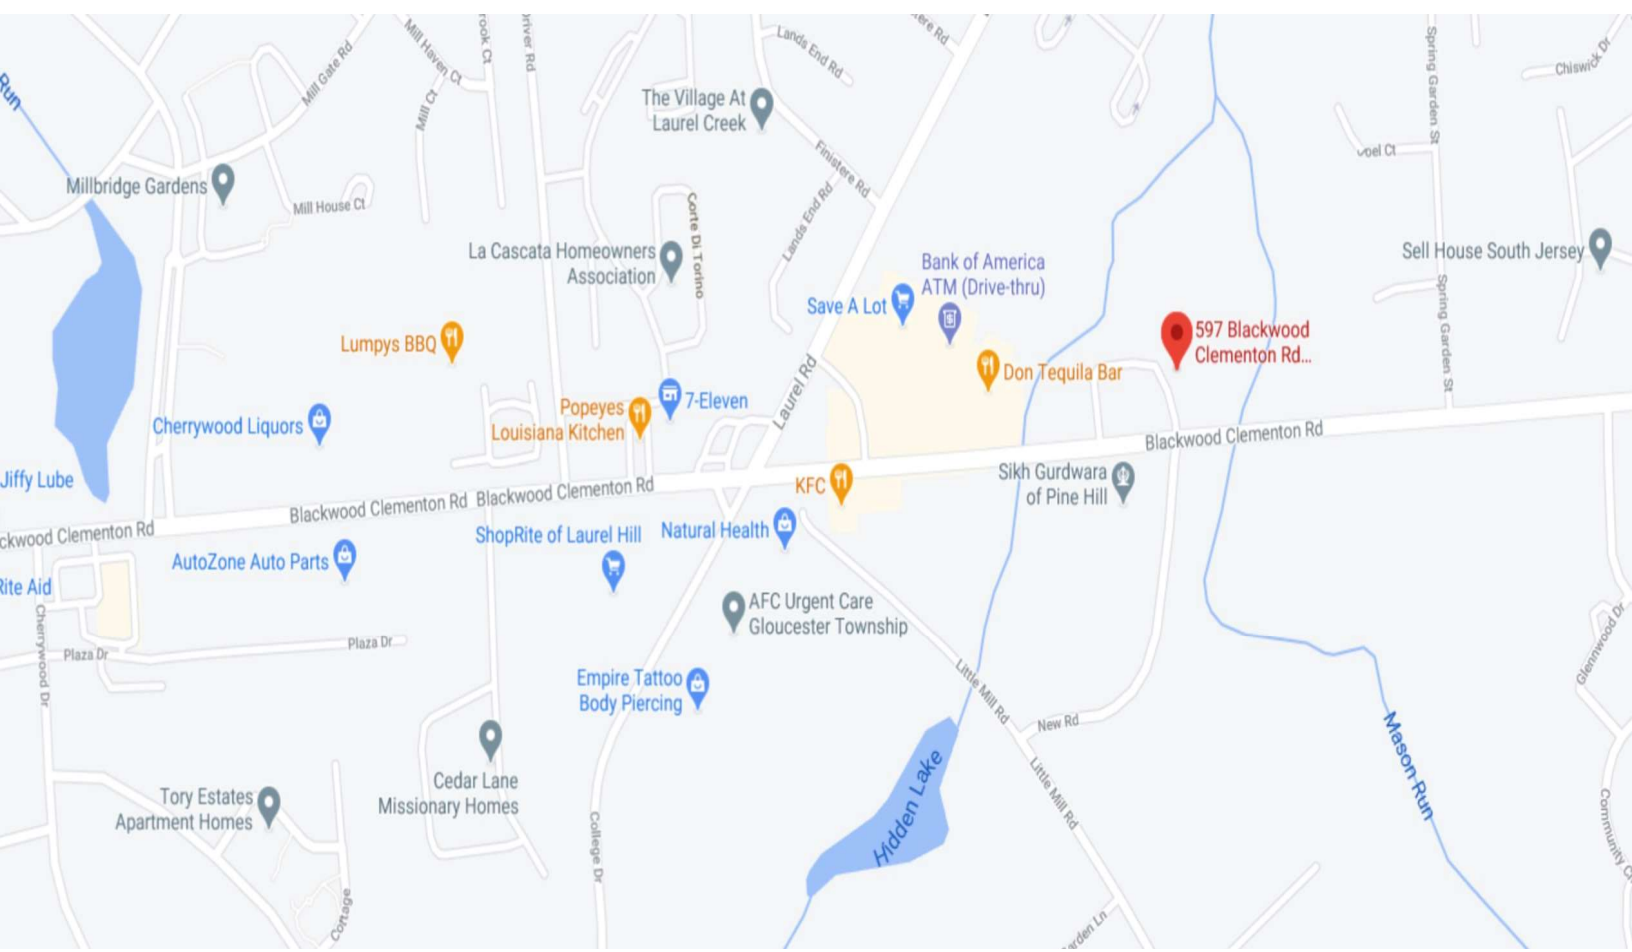 Run
Mill Gate Rd
Mill Haven Ct
Mill Ct
Lands End Rd
The Village At
Laurel Creek
Finistere Rd
Lands End Rd
Spring Garden St
Chiswick Dr
Millbridge Gardens
Mill House Ct
La Cascata Homeowners
Association
Corte Di Torino
Bank of America
ATM (Drive-thru)
Save A Lot
Sell House South Jersey
Spring Garden St
597 Blackwood
Clementon Rd...
Lumpys BBQ
Don Tequila Bar
Laurel Rd
7-Eleven
Popeyes
Louisiana Kitchen
Cherrywood Liquors
Blackwood Clementon Rd
Jiffy Lube
Blackwood Clementon Rd
Blackwood Clementon Rd
KFC
Sikh Gurdwara
of Pine Hill
ckwood Clementon Rd
ShopRite of Laurel Hill
Natural Health
AutoZone Auto Parts
Rite Aid
Cherrywood Dr
AFC Urgent Care
Gloucester Township
Plaza Dr
Plaza Dr
Empire Tattoo
Body Piercing
Little Mill Rd
New Rd
Glennwood Dr
Mason Run
Cedar Lane
Missionary Homes
Hidden Lake
Little Mill Rd
Tory Estates
Apartment Homes
College Dr
Cottage
arden Ln